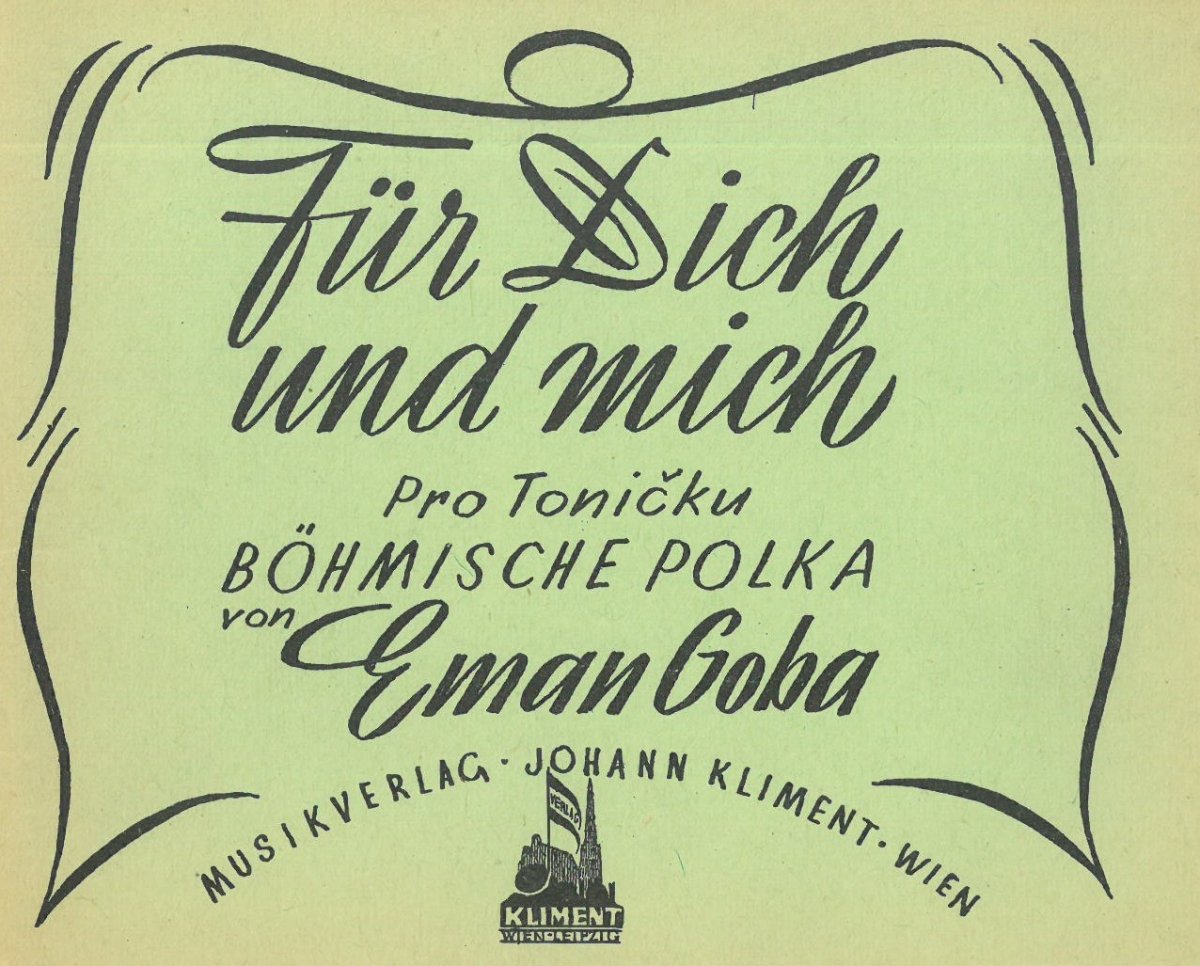 Für Dich
und mich
Pro Toničku
BÖHMISCHE POLKA
von Eman Goba
MUSIKVERLAG · JOHANN KLIMENT · WIEN
VERLAG
KLIMENT
WIEN-LEIPZIG